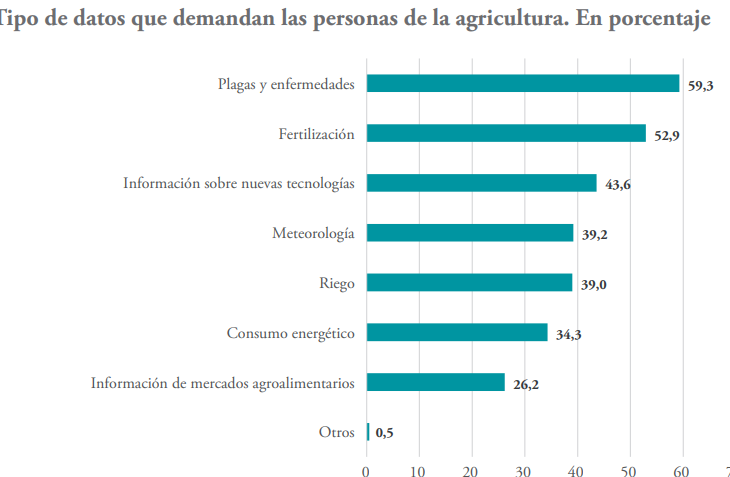 Tipo de datos que demandan las personas de la agricultura. En porcentaje
Plagas y enfermedades 59,3
Fertilización 52,9
Información sobre nuevas tecnologías 43,6
Meteorología 39,2
Riego 39,0
Consumo energético 34,3
Información de mercados agroalimentarios 26,2
Otros 0,5
0 10 20 30 40 50 60